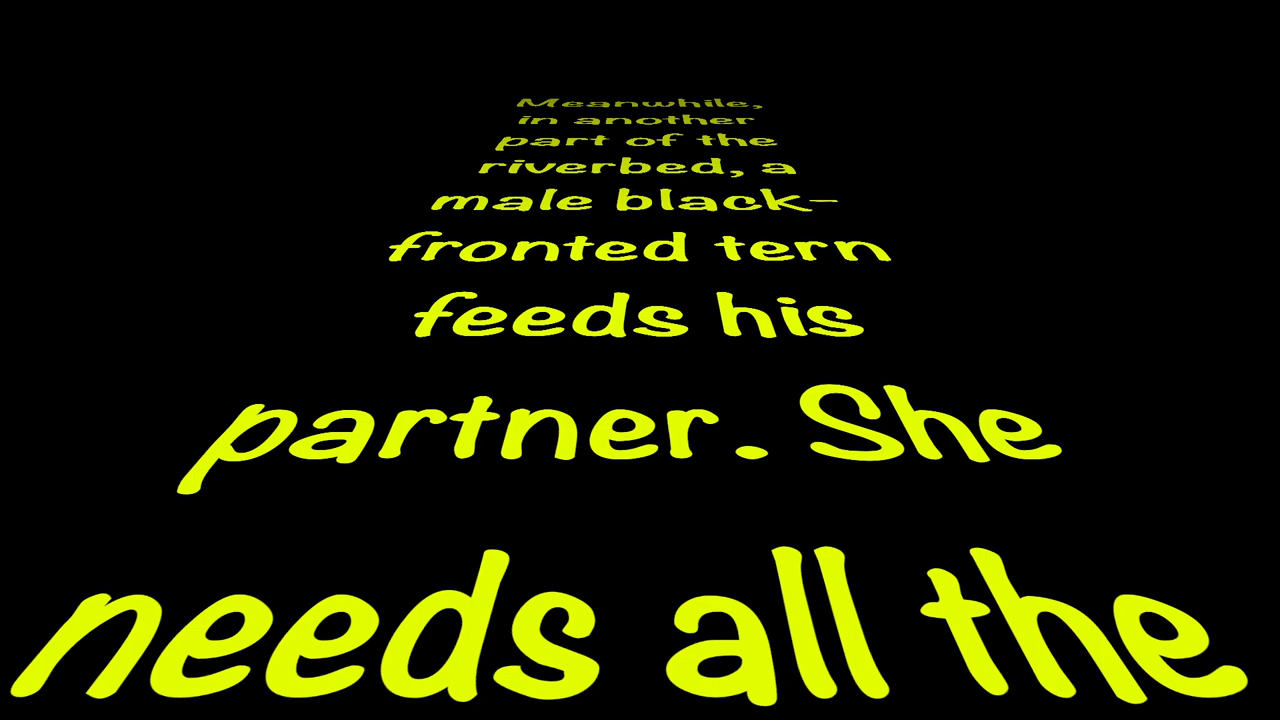 Meanwhile,
in another
part of the
riverbed, a
male black-
fronted tern
feeds his
partner. She
needs all the